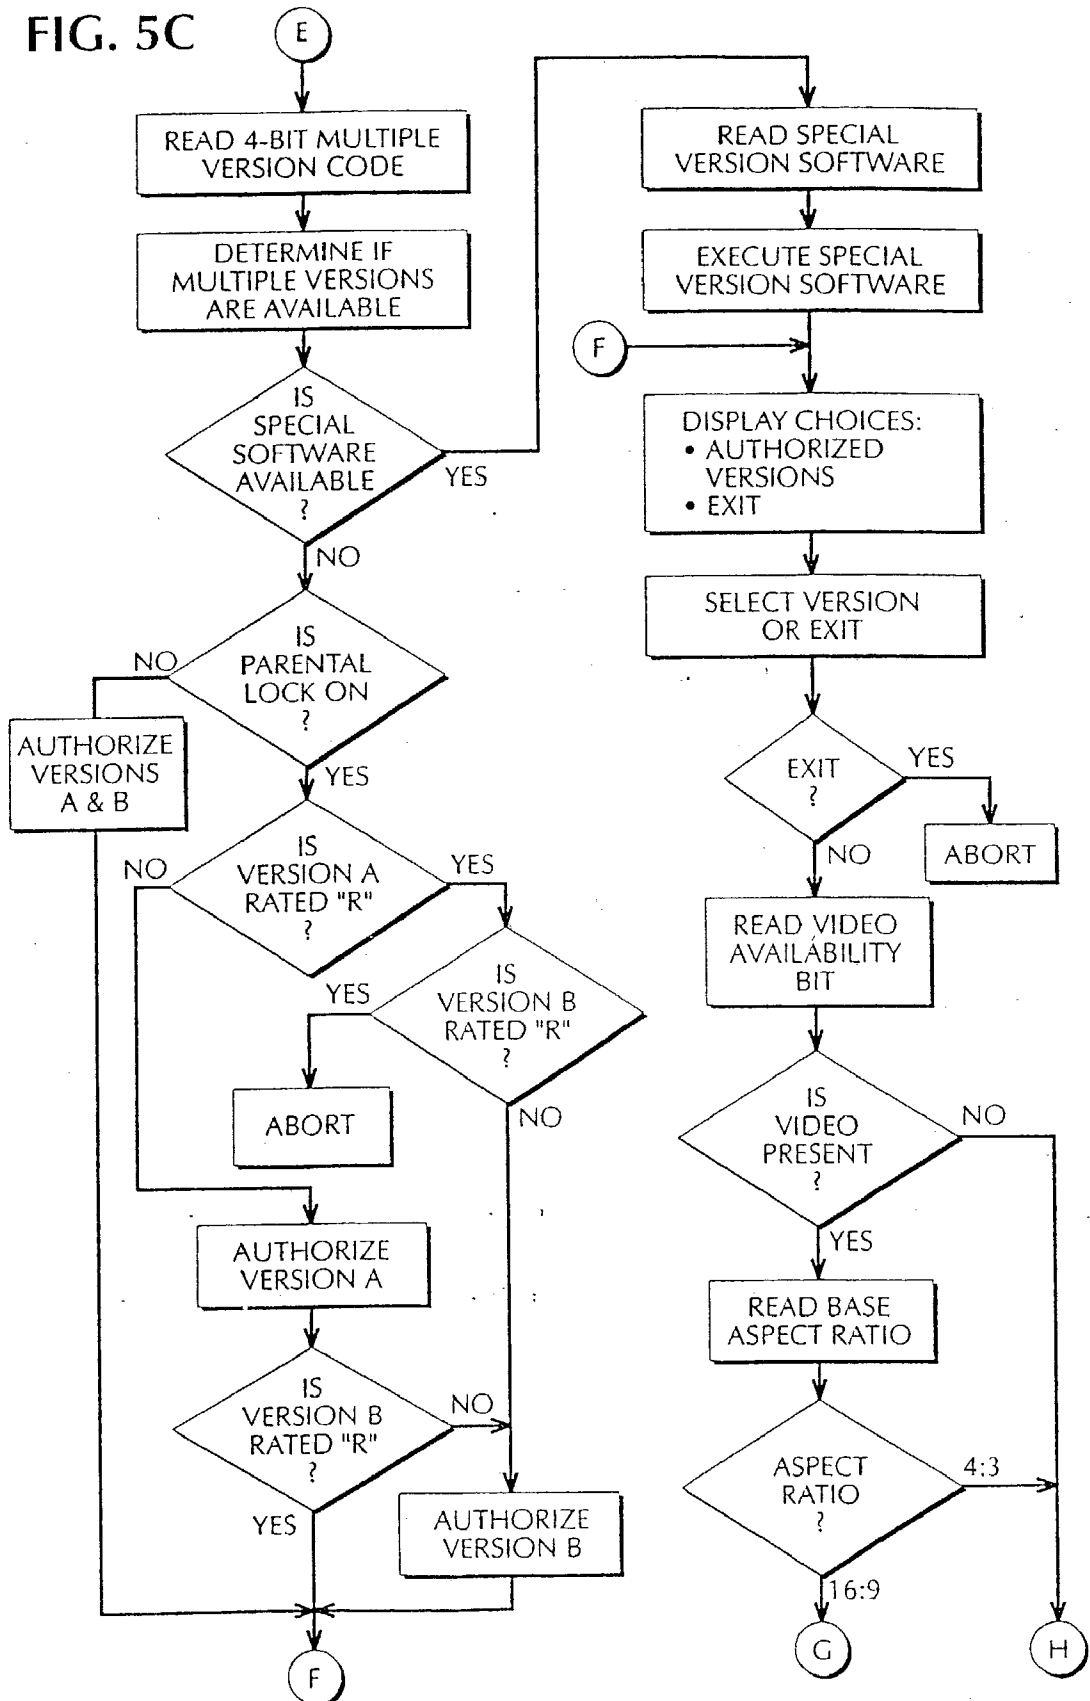 FIG. 5C
E
READ 4-BIT MULTIPLE
VERSION CODE
DETERMINE IF
MULTIPLE VERSIONS
ARE AVAILABLE
IS
SPECIAL
SOFTWARE
AVAILABLE
?
YES
NO
IS
PARENTAL
LOCK ON
?
NO
YES
AUTHORIZE
VERSIONS
A & B
IS
VERSION A
RATED "R"
?
NO
YES
IS
VERSION B
RATED "R"
?
YES
NO
ABORT
AUTHORIZE
VERSION A
IS
VERSION B
RATED "R"
?
NO
YES
AUTHORIZE
VERSION B
F
READ SPECIAL
VERSION SOFTWARE
EXECUTE SPECIAL
VERSION SOFTWARE
F
DISPLAY CHOICES:
• AUTHORIZED
VERSIONS
• EXIT
SELECT VERSION
OR EXIT
EXIT
?
YES
NO
ABORT
READ VIDEO
AVAILABILITY
BIT
IS
VIDEO
PRESENT
?
NO
YES
READ BASE
ASPECT RATIO
ASPECT
RATIO
?
4:3
16:9
G
H